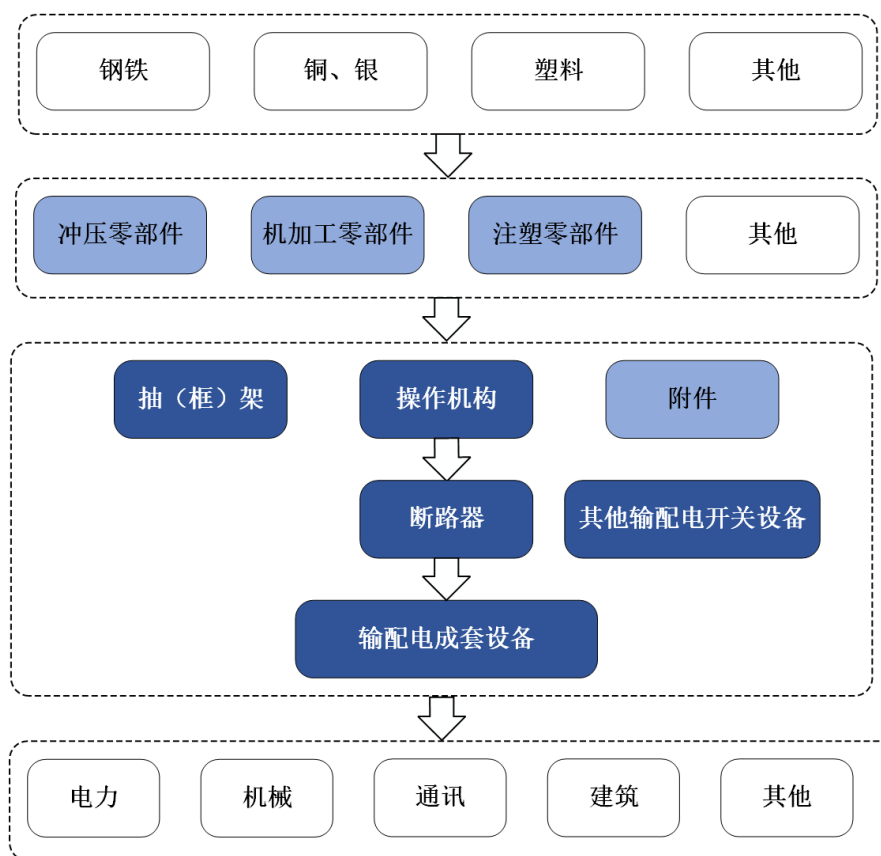 钢铁
铜、银
塑料
其他
冲压零部件
机加工零部件
注塑零部件
其他
抽（框）架
操作机构
附件
断路器
其他输配电开关设备
输配电成套设备
电力
机械
通讯
建筑
其他